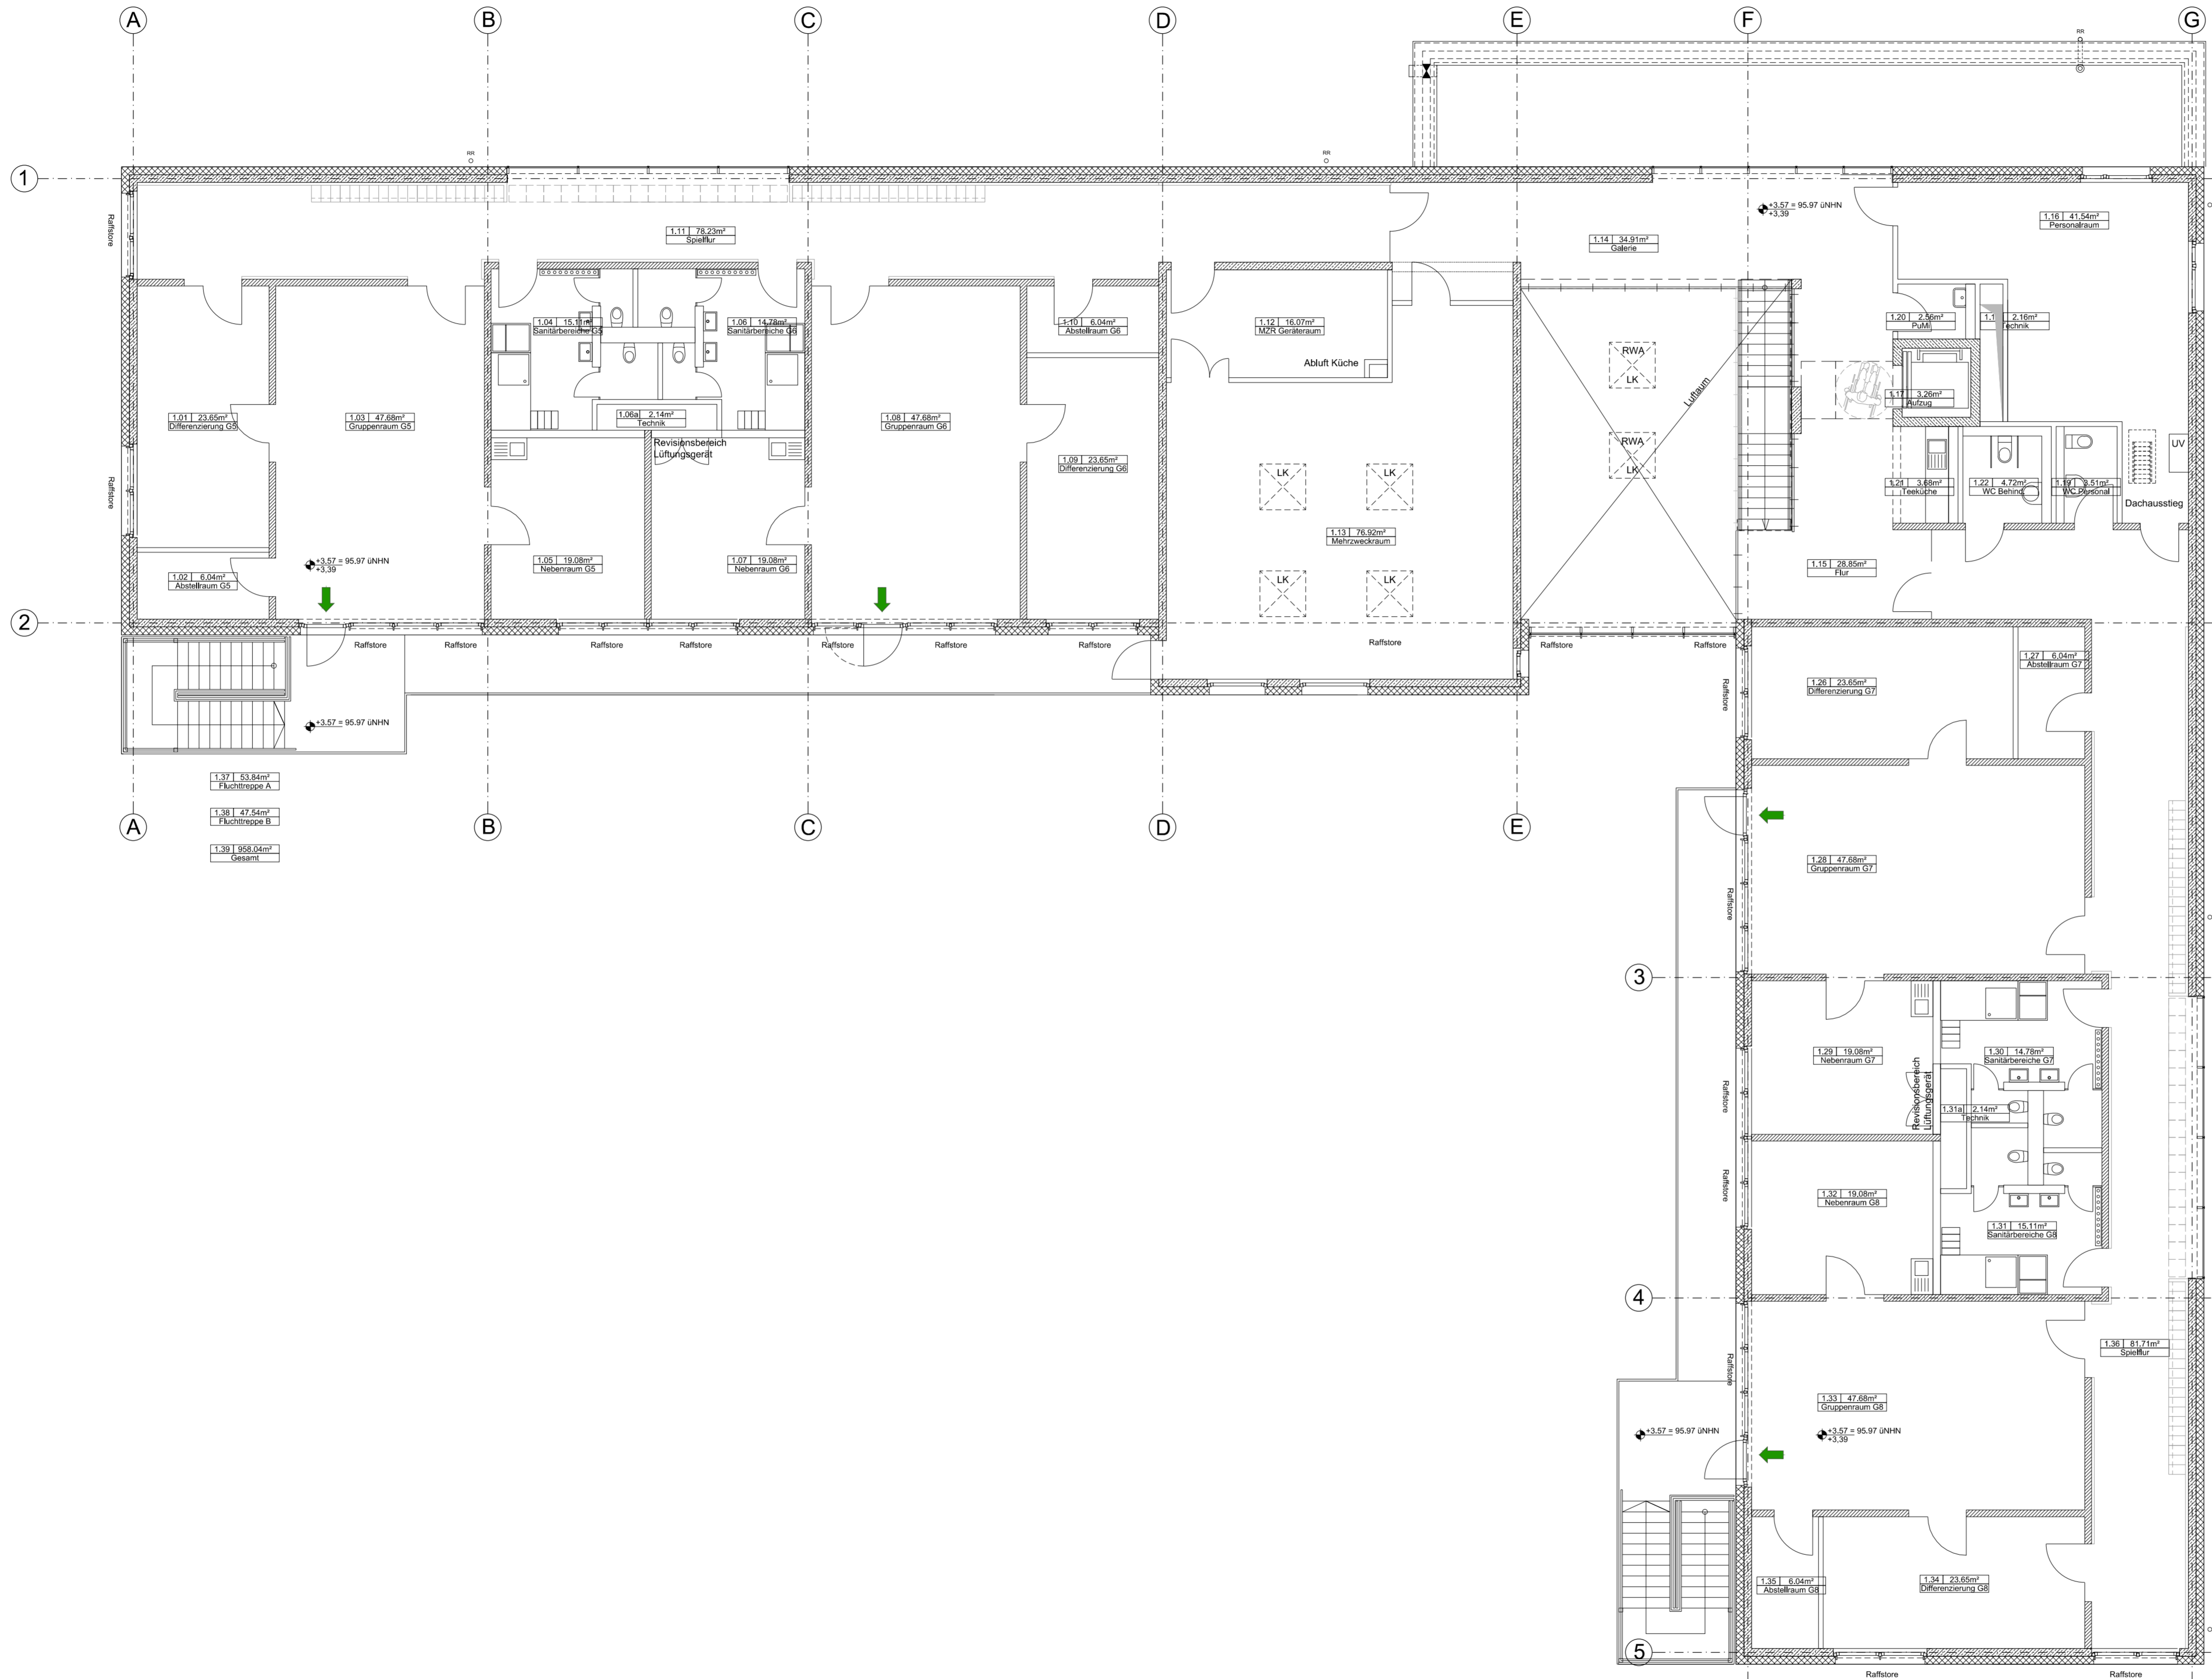 A
B
C
D
E
F
G
RR
1
RR
RR
+3.57 = 95.97 üNHN
+3,39
1.16 41,54m²
Personalraum
Raffstore
1.11 78.23m²
Spielflur
1.14 34.91m²
Galerie
1.04 15.11m²
Sanitärbereiche G5
1.06 14.78m²
Sanitärbereiche G6
1.10 6.04m²
Abstellraum G6
1.12 16.07m²
MZR Geräteraum
1.20 2.56m²
PuMi
2.16m²
Technik
Abluft Küche
RWA
LK
Luftraum
1.17 3.26m²
Aufzug
1.01 23.65m²
Differenzierung G5
1.03 47.68m²
Gruppenraum G5
1.06a 2.14m²
Technik
1.08 47.68m²
Gruppenraum G6
Revisionsbereich
Lüftungsgerät
1.09 23.65m²
Differenzierung G6
RWA
LK
UV
LK
LK
Raffstore
1.21 3.68m²
Teeküche
1.22 4.72m²
WC Behind.
1.19 3.51m²
WC Personal
Dachausstieg
1.13 76.92m²
Mehrzweckraum
+3.57 = 95.97 üNHN
+3,39
1.05 19.08m²
Nebenraum G5
1.07 19.08m²
Nebenraum G6
1.15 28.85m²
Flur
1.02 6.04m²
Abstellraum G5
LK
LK
2
Raffstore
Raffstore
Raffstore
Raffstore
Raffstore
Raffstore
Raffstore
Raffstore
Raffstore
Raffstore
1.27 6.04m²
Abstellraum G7
1.26 23.65m²
Differenzierung G7
Raffstore
+3.57 = 95.97 üNHN
1.37 53.84m²
Fluchttreppe A
1.38 47.54m²
Fluchttreppe B
A
B
C
D
E
1.39 958.04m²
Gesamt
1.28 47.68m²
Gruppenraum G7
Raffstore
3
1.29 19.08m²
Nebenraum G7
1.30 14.78m²
Sanitärbereiche G7
Raffstore
Revisionsbereich
Lüftungsgerät
1.31a 2.14m²
Technik
Raffstore
1.32 19.08m²
Nebenraum G8
1.31 15.11m²
Sanitärbereiche G8
4
1.36 81.71m²
Spielflur
Raffstore
1.33 47.68m²
Gruppenraum G8
+3.57 = 95.97 üNHN
+3.57 = 95.97 üNHN
+3,39
1.35 6.04m²
Abstellraum G8
1.34 23.65m²
Differenzierung G8
5
Raffstore
Raffstore